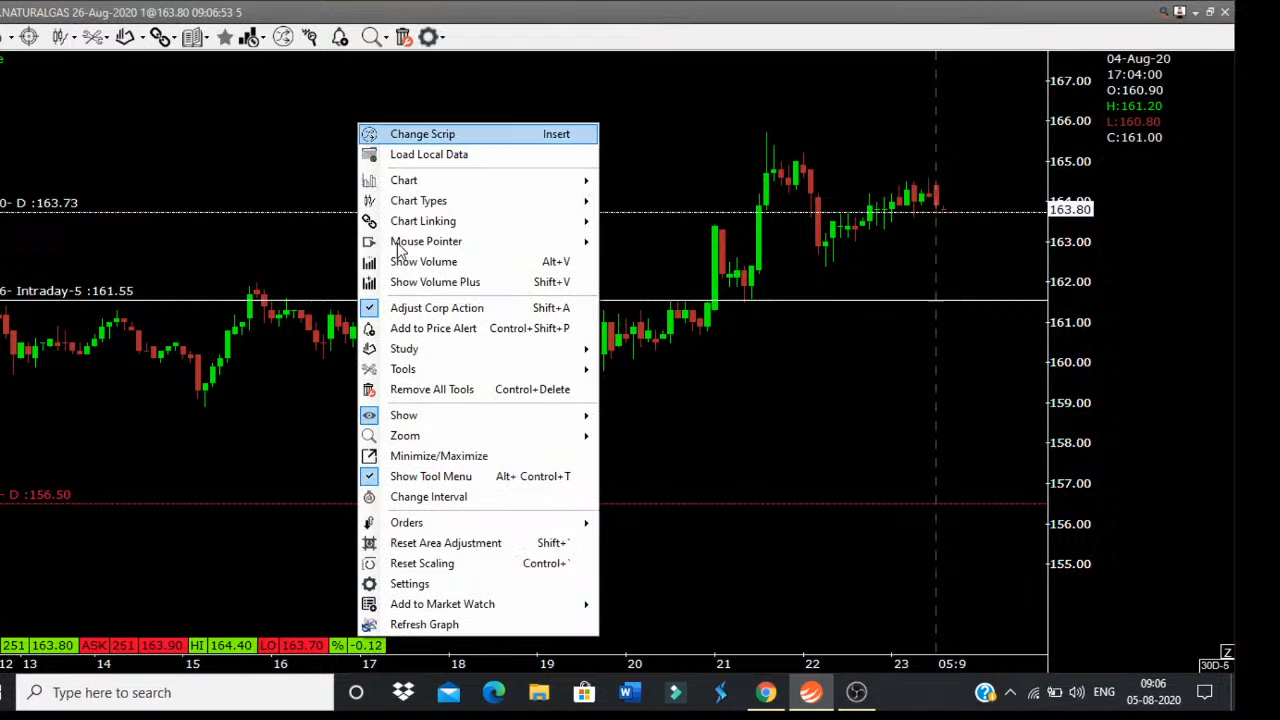 .NATURALGAS 26-Aug-2020 1@163.80 09:06:53 5
e
04-Aug-20
17:04:00
O:160.90
H:161.20
L:160.80
C:161.00
167.00
166.00
165.00
164.00
163.80
163.00
162.00
161.00
160.00
159.00
158.00
157.00
156.00
155.00
0- D :163.73
6- Intraday-5 :161.55
- D :156.50
Change Scrip Insert
Load Local Data
Chart
Chart Types
Chart Linking
Mouse Pointer
Show Volume Alt+V
Show Volume Plus Shift+V
Adjust Corp Action Shift+A
Add to Price Alert Control+Shift+P
Study
Tools
Remove All Tools Control+Delete
Show
Zoom
Minimize/Maximize
Show Tool Menu Alt+ Control+T
Change Interval
Orders
Reset Area Adjustment Shift+`
Reset Scaling Control+`
Settings
Add to Market Watch
Refresh Graph
251 163.80 ASK 251 163.90 HI 164.40 LO 163.70 % -0.12
Z
12 13 14 15 16 17 18 19 20 21 22 23 05:9 30D-5
Type here to search
ENG
09:06
05-08-2020